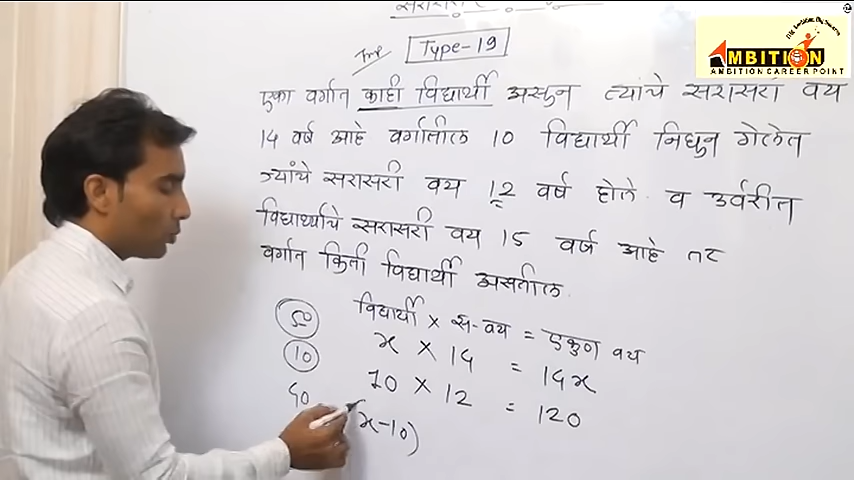 Type-19
एका वर्गात काही विद्यार्थी असून त्यांचे सरासरी वय
14 वर्ष आहे वर्गातील 10 विद्यार्थी निघून गेलेत
ज्यांचे सरासरी वय 12 वर्ष होते व उर्वरीत
विद्यार्थ्यांचे सरासरी वय 15 वर्ज आहे तर
वर्गात किती विद्यार्थी असतील.
विद्यार्थी × स. वय = एकुण वय
x × 14 = 14x
10 × 12 = 120
(x-10)
50
10
40
AMBITION
AMBITION CAREER POINT